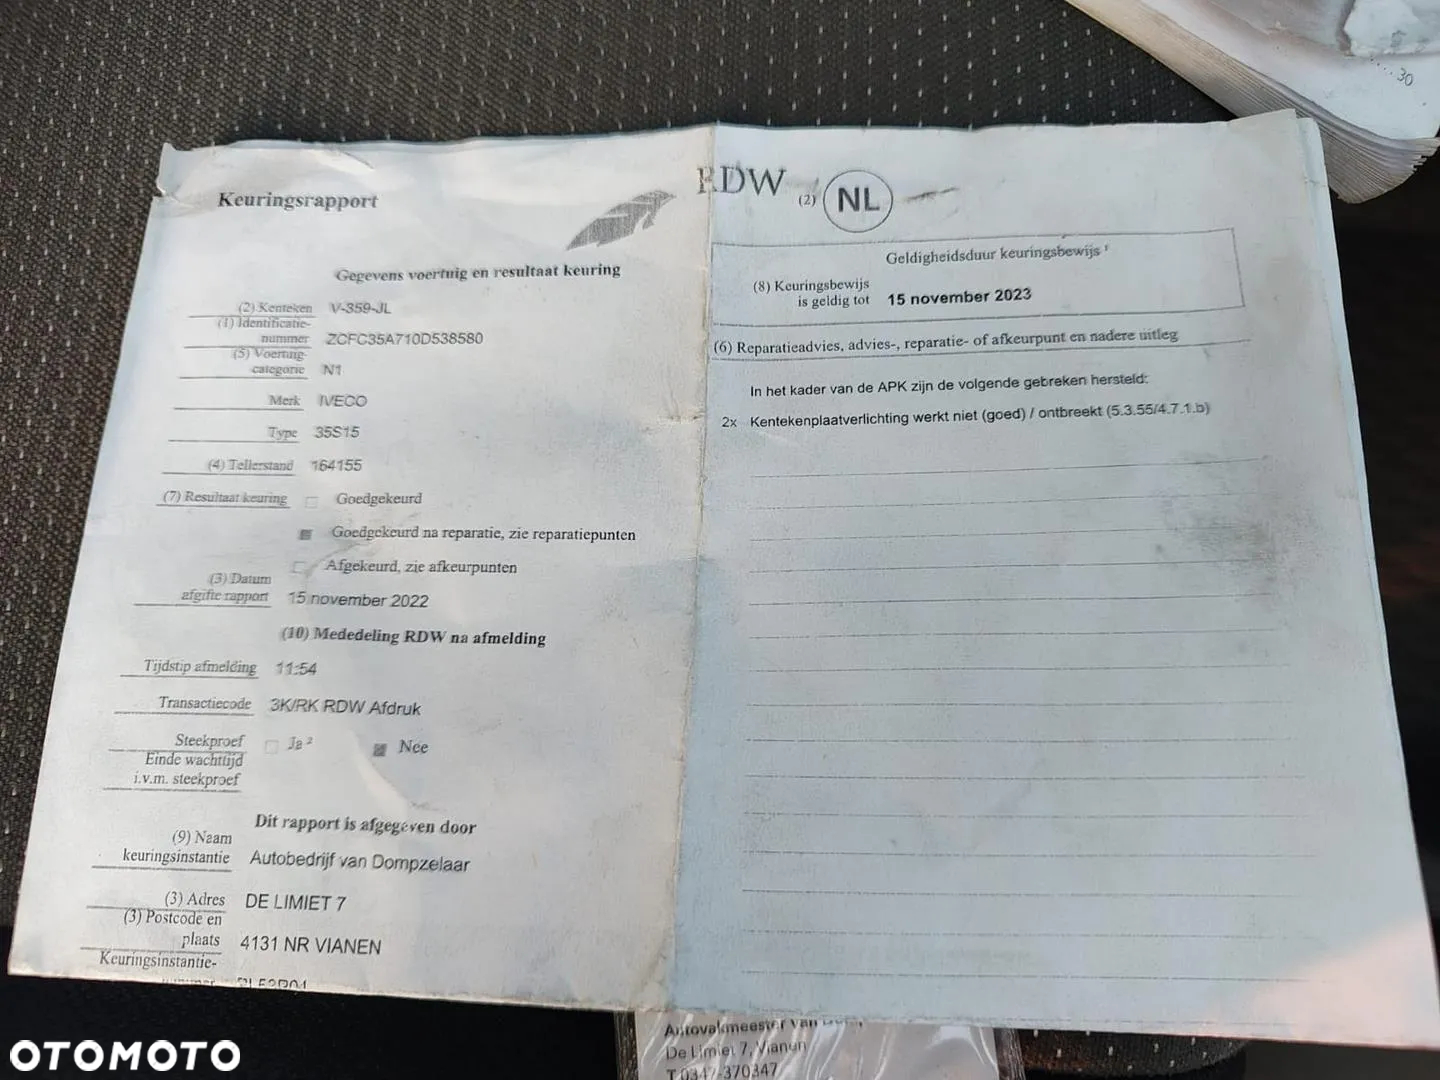 Keuringsrapport
RDW (2) NL
Gegevens voertuig en resultaat keuring
(2) Kenteken V-359-JL
(1) Identificatie-
nummer ZCFC35A710D538580
(5) Voertuig-
categorie N1
Merk IVECO
Type 35S15
(4) Tellerstand 164155
(7) Resultaat keuring Goedgekeurd
Goedgekeurd na reparatie, zie reparatiepunten
Afgekeurd, zie afkeurpunten
(3) Datum
afgifte rapport 15 november 2022
(10) Mededeling RDW na afmelding
Tijdstip afmelding 11:54
Transactiecode 3K/RK RDW Afdruk
Steekproef Ja ² Nee
Einde wachttijd
i.v.m. steekproef
Dit rapport is afgegeven door
(9) Naam
keuringsinstantie Autobedrijf van Dompzelaar
(3) Adres DE LIMIET 7
(3) Postcode en
plaats 4131 NR VIANEN
Keuringsinstantie-
Geldigheidsduur keuringsbewijs ¹
(8) Keuringsbewijs
is geldig tot 15 november 2023
(6) Reparatieadvies, advies-, reparatie- of afkeurpunt en nadere uitleg
In het kader van de APK zijn de volgende gebreken hersteld:
2x Kentekenplaatverlichting werkt niet (goed) / ontbreekt (5.3.55/4.7.1.b)
Autovakmeester van
De Limiet 7, Vianen
T 0347-370347
30
OTOMOTO